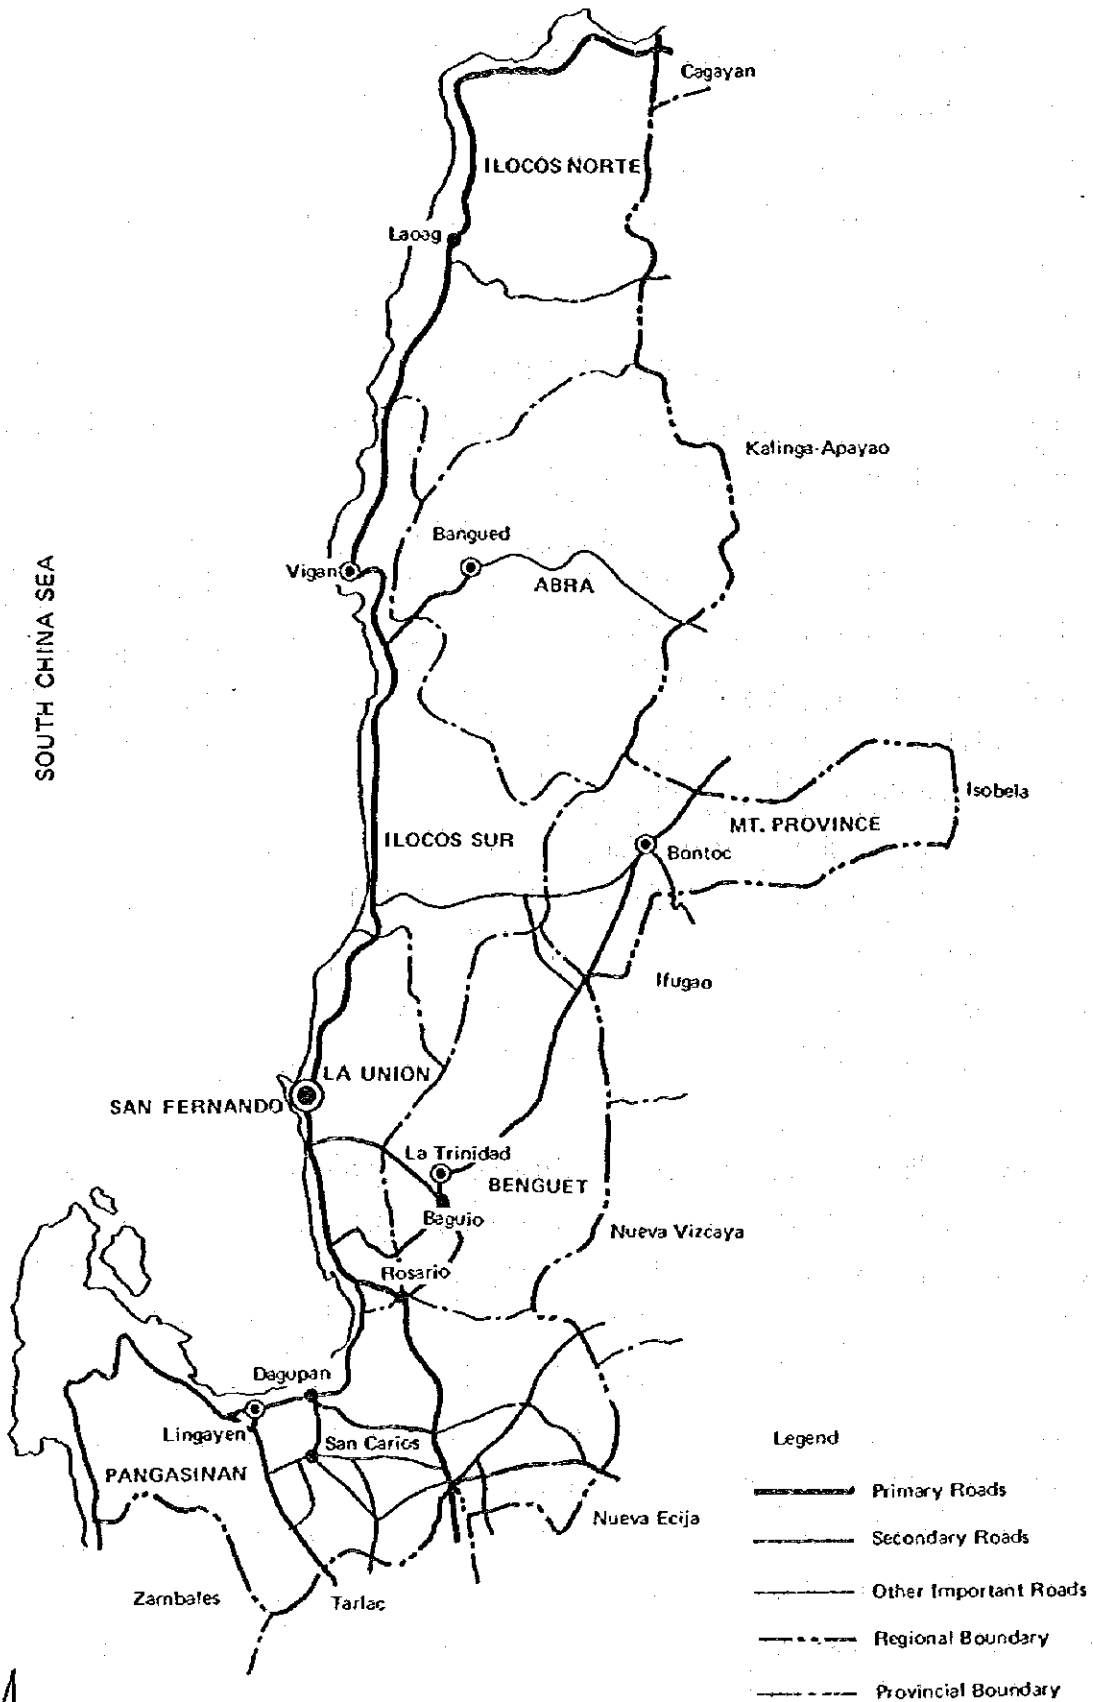 Cagayan
ILOCOS NORTE
Laoag
Kalinga-Apayao
Bangued
Vigan
ABRA
SOUTH CHINA SEA
Isobela
MT. PROVINCE
ILOCOS SUR
Bontoc
Ifugao
LA UNION
SAN FERNANDO
La Trinidad
BENGUET
Baguio
Nueva Vizcaya
Rosario
Dagupan
Lingayen
San Carlos
PANGASINAN
Nueva Ecija
Zambales
Tarlac
Legend
Primary Roads
Secondary Roads
Other Important Roads
Regional Boundary
Provincial Boundary